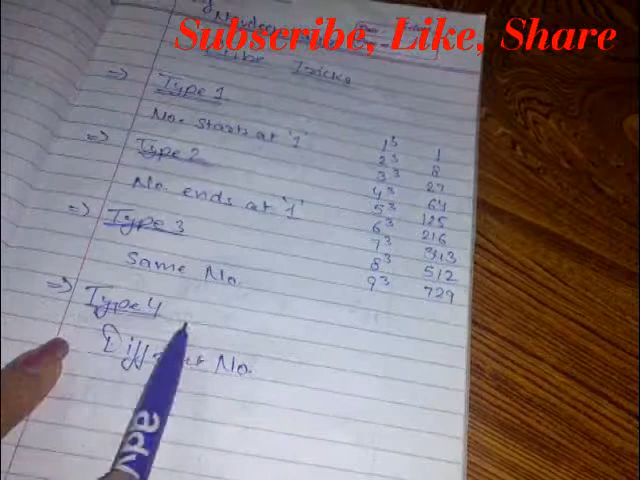 Subscribe, Like, Share
Cube Tricks
=> Type 1
No. starts at '1'
=> Type 2
No. ends at '1'
=> Type 3
Same No.
=> Type 4
No.
1³ 1
2³ 8
3³ 27
4³ 64
5³ 125
6³ 216
7³ 343
8³ 512
9³ 729
adv